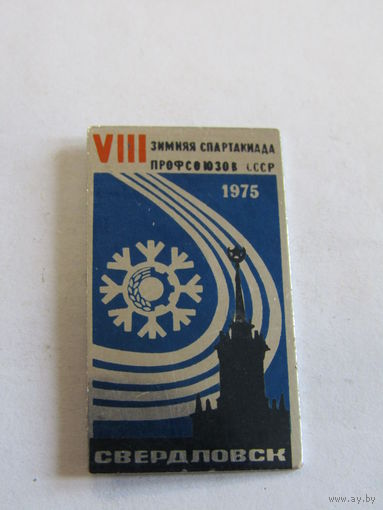 VIII ЗИМНЯЯ СПАРТАКИАДА
ПРОФСОЮЗОВ СССР
1975
СВЕРДЛОВСК
www.ay.by